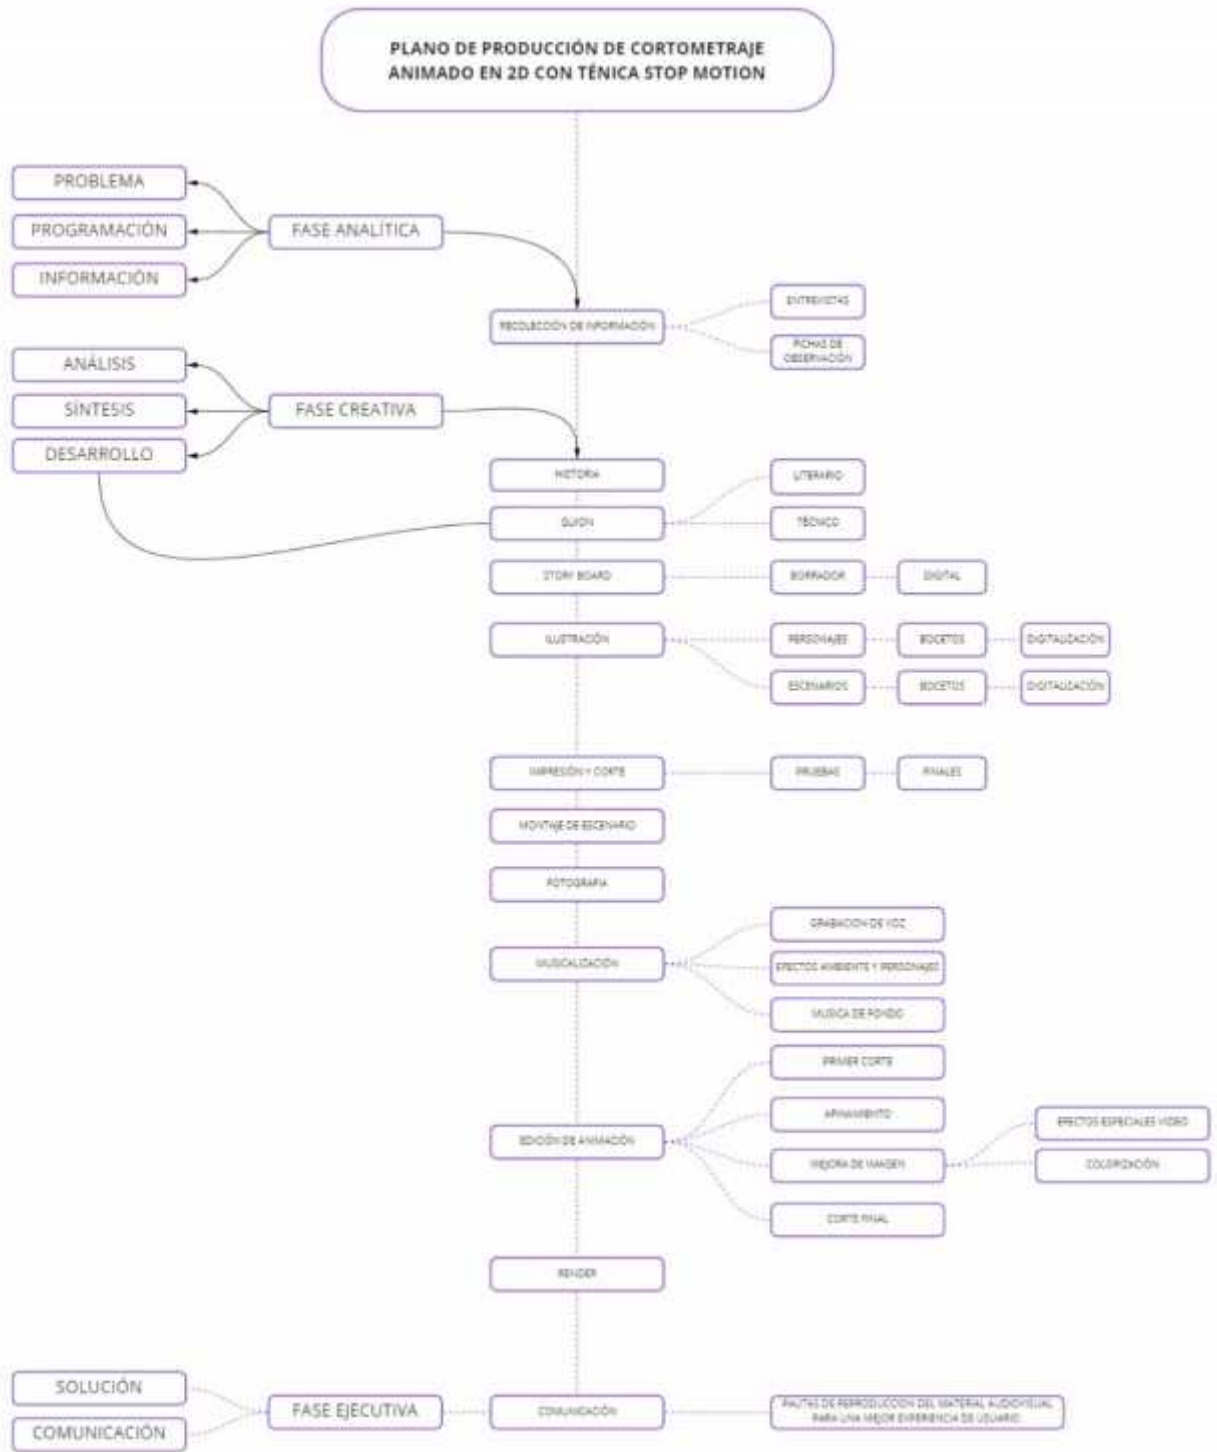 PLANO DE PRODUCCIÓN DE CORTOMETRAJE
ANIMADO EN 2D CON TÉNICA STOP MOTION
PROBLEMA
PROGRAMACIÓN
INFORMACIÓN
FASE ANALÍTICA
RECOLECCIÓN DE INFORMACIÓN
ENTREVISTAS
FICHAS DE
OBSERVACIÓN
ANÁLISIS
SÍNTESIS
DESARROLLO
FASE CREATIVA
HISTORIA
GUION
LITERARIO
TÉCNICO
STORY BOARD
BORRADOR
DIGITAL
ILUSTRACIÓN
PERSONAJES
BOCETOS
DIGITALIZACIÓN
ESCENARIOS
BOCETOS
DIGITALIZACIÓN
IMPRESIÓN Y CORTE
PRUEBAS
FINALES
MONTAJE DE ESCENARIO
FOTOGRAFIA
MUSICALIZACIÓN
GRABACION DE VOZ
EFECTOS AMBIENTE Y PERSONAJES
MUSICA DE FONDO
EDICIÓN DE ANIMACIÓN
PRIMER CORTE
AFINAMIENTO
MEJORA DE IMAGEN
EFECTOS ESPECIALES VIDEO
COLORIZACIÓN
CORTE FINAL
RENDER
SOLUCIÓN
COMUNICACIÓN
FASE EJECUTIVA
COMUNICACIÓN
PAUTAS DE REPRODUCCION DEL MATERIAL AUDIOVISUAL
PARA UNA MEJOR EXPERIENCIA DE USUARIO